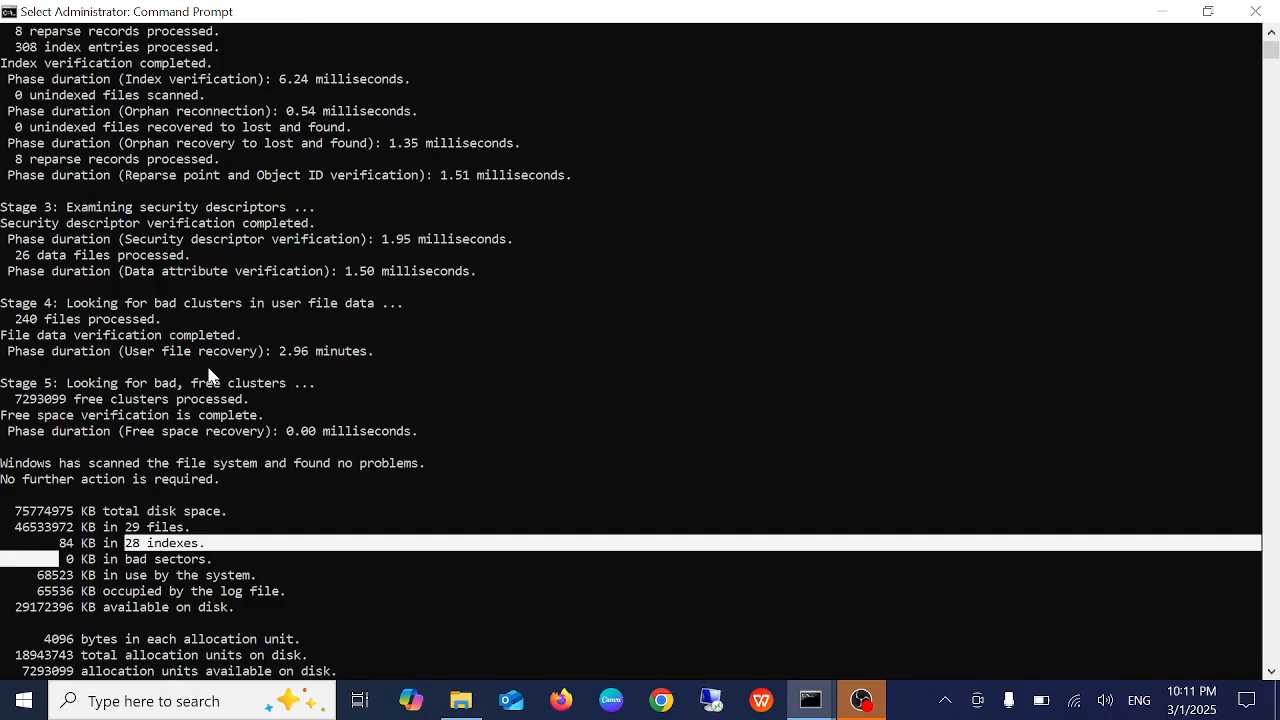 Select Administrator: Command Prompt
8 reparse records processed.
308 index entries processed.
Index verification completed.
Phase duration (Index verification): 6.24 milliseconds.
0 unindexed files scanned.
Phase duration (Orphan reconnection): 0.54 milliseconds.
0 unindexed files recovered to lost and found.
Phase duration (Orphan recovery to lost and found): 1.35 milliseconds.
8 reparse records processed.
Phase duration (Reparse point and Object ID verification): 1.51 milliseconds.
Stage 3: Examining security descriptors ...
Security descriptor verification completed.
Phase duration (Security descriptor verification): 1.95 milliseconds.
26 data files processed.
Phase duration (Data attribute verification): 1.50 milliseconds.
Stage 4: Looking for bad clusters in user file data ...
240 files processed.
File data verification completed.
Phase duration (User file recovery): 2.96 minutes.
Stage 5: Looking for bad, free clusters ...
7293099 free clusters processed.
Free space verification is complete.
Phase duration (Free space recovery): 0.00 milliseconds.
Windows has scanned the file system and found no problems.
No further action is required.
75774975 KB total disk space.
46533972 KB in 29 files.
84 KB in 28 indexes.
0 KB in bad sectors.
68523 KB in use by the system.
65536 KB occupied by the log file.
29172396 KB available on disk.
4096 bytes in each allocation unit.
18943743 total allocation units on disk.
7293099 allocation units available on disk.
Type here to search
Canva
W
ENG
10:11 PM
3/1/2025